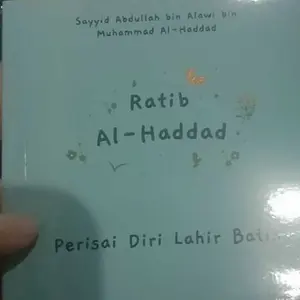 Sayyid Abdullah bin Alawi bin
Muhammad Al-Haddad
Ratib
Al-Haddad
Perisai Diri Lahir